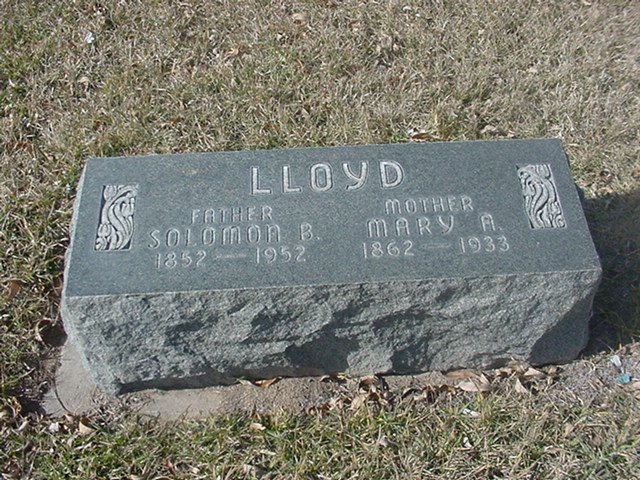 LLOYD
FATHER
SOLOMON B.
1852 — 1952
MOTHER
MARY A.
1862 — 1933